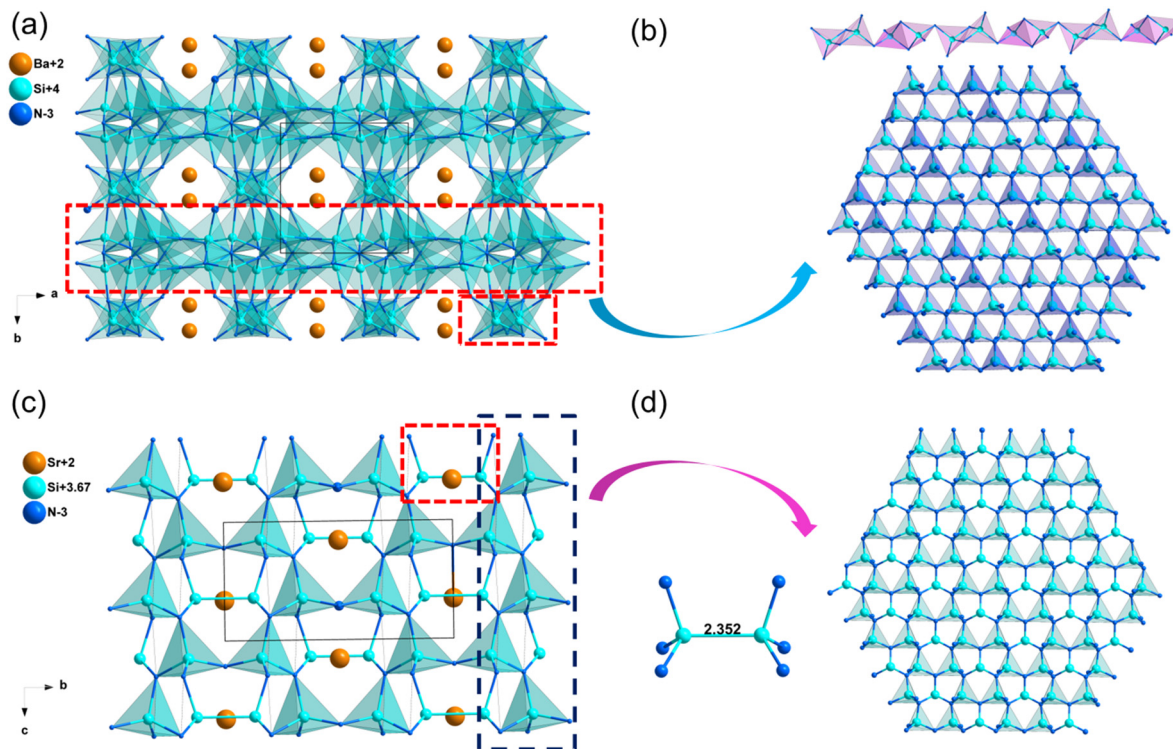 (a)
Ba+2
Si+4
N-3
a
b
(b)
(c)
Sr+2
Si+3.67
N-3
b
c
(d)
2.352